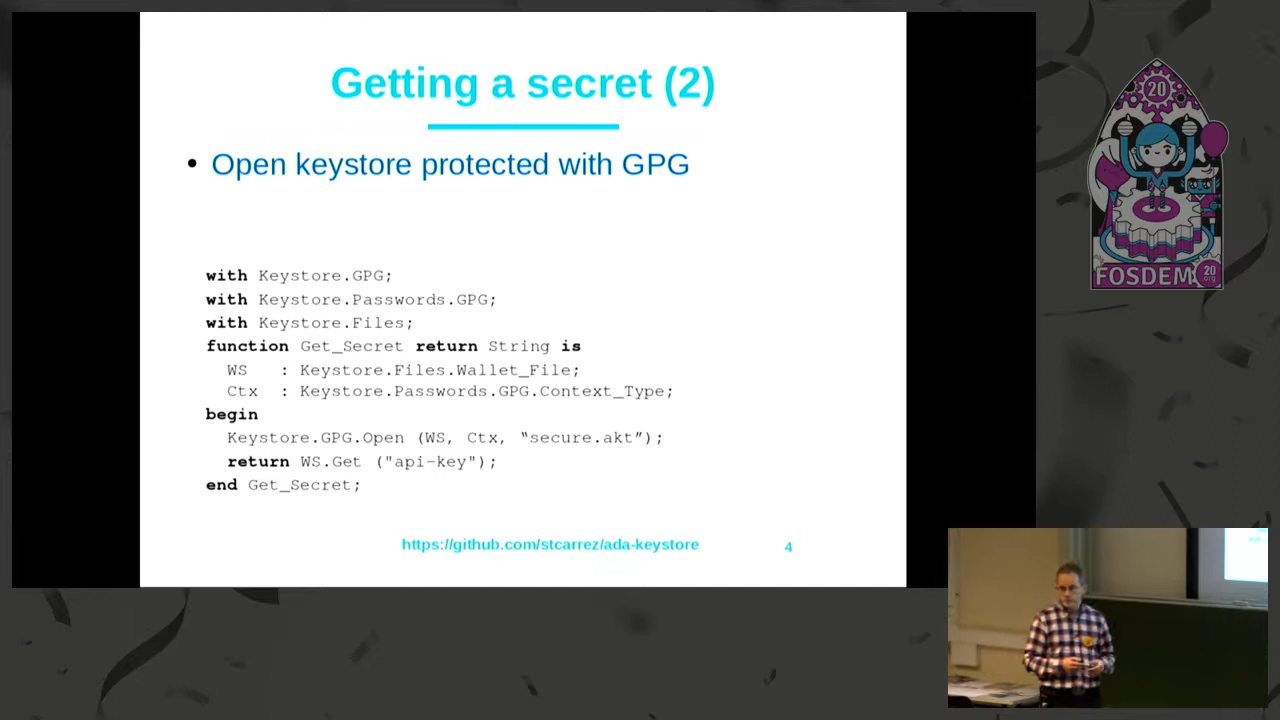 Getting a secret (2)
• Open keystore protected with GPG
with Keystore.GPG;
with Keystore.Passwords.GPG;
with Keystore.Files;
function Get_Secret return String is
WS : Keystore.Files.Wallet_File;
Ctx : Keystore.Passwords.GPG.Context_Type;
begin
Keystore.GPG.Open (WS, Ctx, “secure.akt”);
return WS.Get ("api-key");
end Get_Secret;
https://github.com/stcarrez/ada-keystore
4
20
FOSDEM
20
.org